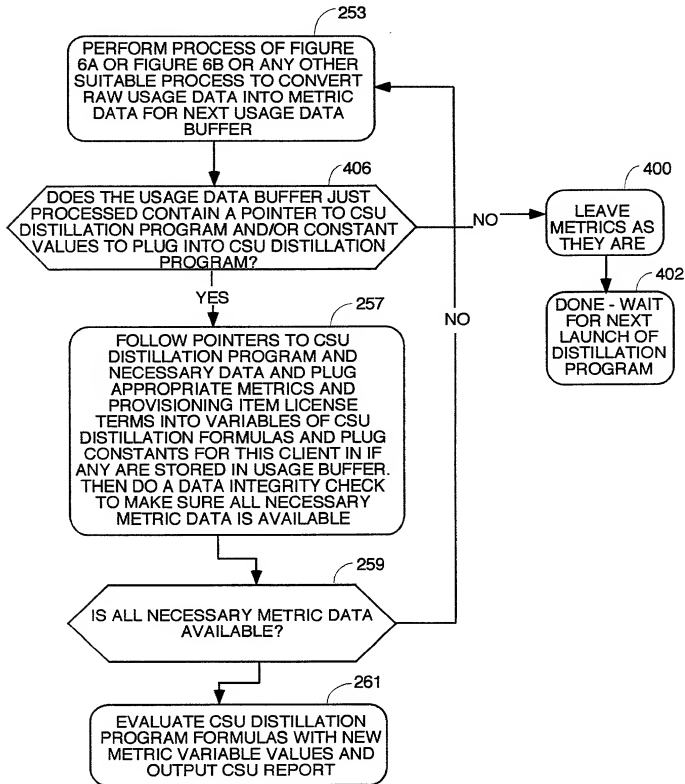 253
PERFORM PROCESS OF FIGURE
6A OR FIGURE 6B OR ANY OTHER
SUITABLE PROCESS TO CONVERT
RAW USAGE DATA INTO METRIC
DATA FOR NEXT USAGE DATA
BUFFER
406
DOES THE USAGE DATA BUFFER JUST
PROCESSED CONTAIN A POINTER TO CSU
DISTILLATION PROGRAM AND/OR CONSTANT
VALUES TO PLUG INTO CSU DISTILLATION
PROGRAM?
NO
400
LEAVE
METRICS AS
THEY ARE
402
DONE - WAIT
FOR NEXT
LAUNCH OF
DISTILLATION
PROGRAM
YES
257
NO
FOLLOW POINTERS TO CSU
DISTILLATION PROGRAM AND
NECESSARY DATA AND PLUG
APPROPRIATE METRICS AND
PROVISIONING ITEM LICENSE
TERMS INTO VARIABLES OF CSU
DISTILLATION FORMULAS AND PLUG
CONSTANTS FOR THIS CLIENT IN IF
ANY ARE STORED IN USAGE BUFFER.
THEN DO A DATA INTEGRITY CHECK
TO MAKE SURE ALL NECESSARY
METRIC DATA IS AVAILABLE
259
IS ALL NECESSARY METRIC DATA
AVAILABLE?
261
EVALUATE CSU DISTILLATION
PROGRAM FORMULAS WITH NEW
METRIC VARIABLE VALUES AND
OUTPUT CSU REPORT